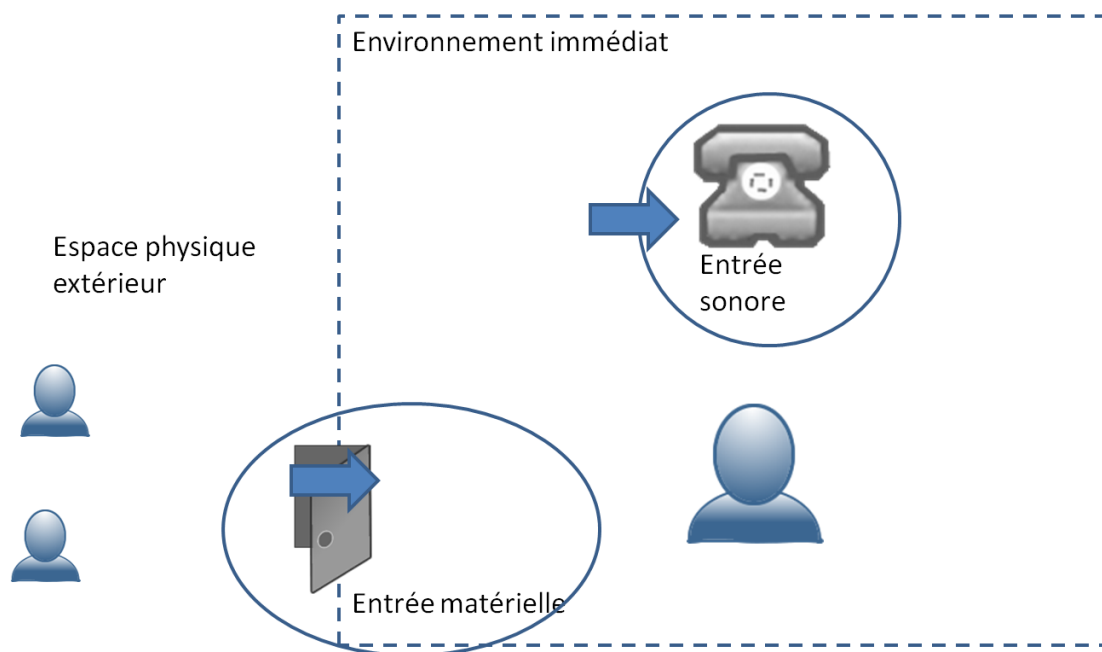 Environnement immédiat
Espace physique
extérieur
Entrée
sonore
Entrée matérielle